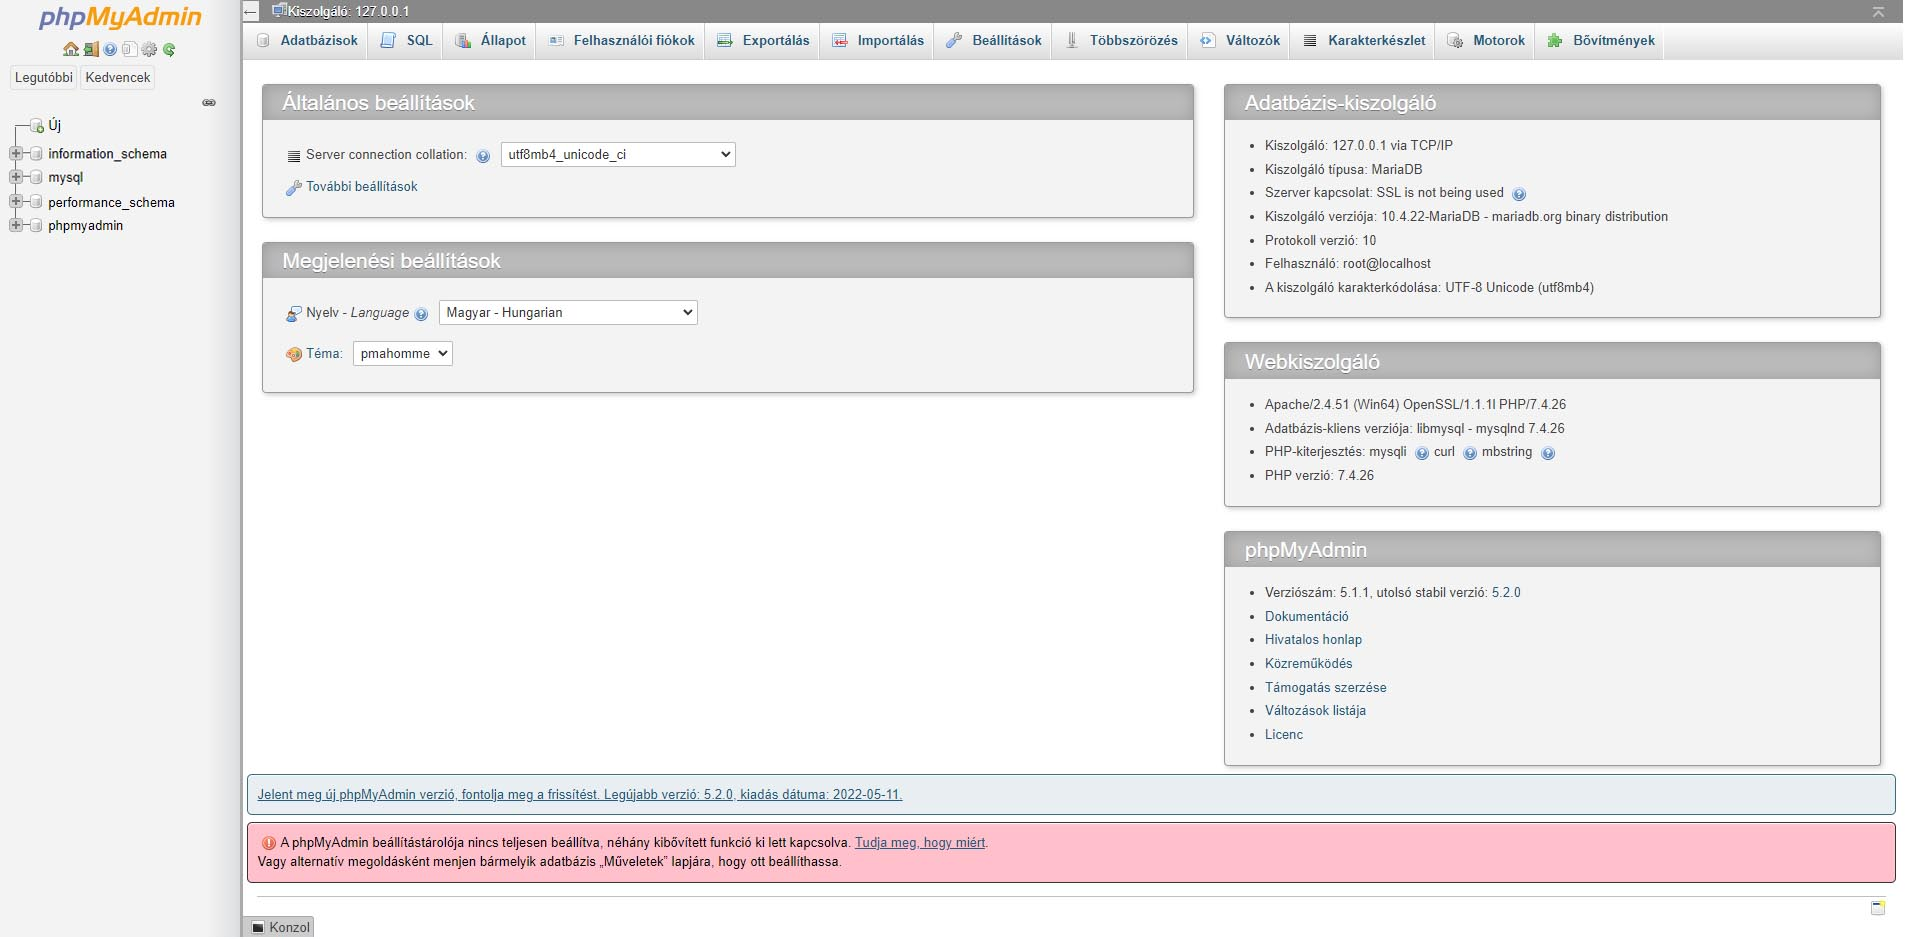 phpMyAdmin
Legutóbbi Kedvencek
Új
information_schema
mysql
performance_schema
phpmyadmin
Kiszolgáló: 127.0.0.1
Adatbázisok SQL Állapot Felhasználói fiókok Exportálás Importálás Beállítások Többszörözés Változók Karakterkészlet Motorok Bővítmények
Általános beállítások
Server connection collation: utf8mb4_unicode_ci
További beállítások
Megjelenési beállítások
Nyelv - Language Magyar - Hungarian
Téma: pmahomme
Adatbázis-kiszolgáló
Kiszolgáló: 127.0.0.1 via TCP/IP
Kiszolgáló típusa: MariaDB
Szerver kapcsolat: SSL is not being used
Kiszolgáló verziója: 10.4.22-MariaDB - mariadb.org binary distribution
Protokoll verzió: 10
Felhasználó: root@localhost
A kiszolgáló karakterkódolása: UTF-8 Unicode (utf8mb4)
Webkiszolgáló
Apache/2.4.51 (Win64) OpenSSL/1.1.1l PHP/7.4.26
Adatbázis-kliens verziója: libmysql - mysqlnd 7.4.26
PHP-kiterjesztés: mysqli curl mbstring
PHP verzió: 7.4.26
phpMyAdmin
Verziószám: 5.1.1, utolsó stabil verzió: 5.2.0
Dokumentáció
Hivatalos honlap
Közreműködés
Támogatás szerzése
Változások listája
Licenc
Jelent meg új phpMyAdmin verzió, fontolja meg a frissítést. Legújabb verzió: 5.2.0, kiadás dátuma: 2022-05-11.
A phpMyAdmin beállítástárolója nincs teljesen beállítva, néhány kibővített funkció ki lett kapcsolva. Tudja meg, hogy miért.
Vagy alternatív megoldásként menjen bármelyik adatbázis „Műveletek” lapjára, hogy ott beállíthassa.
Konzol